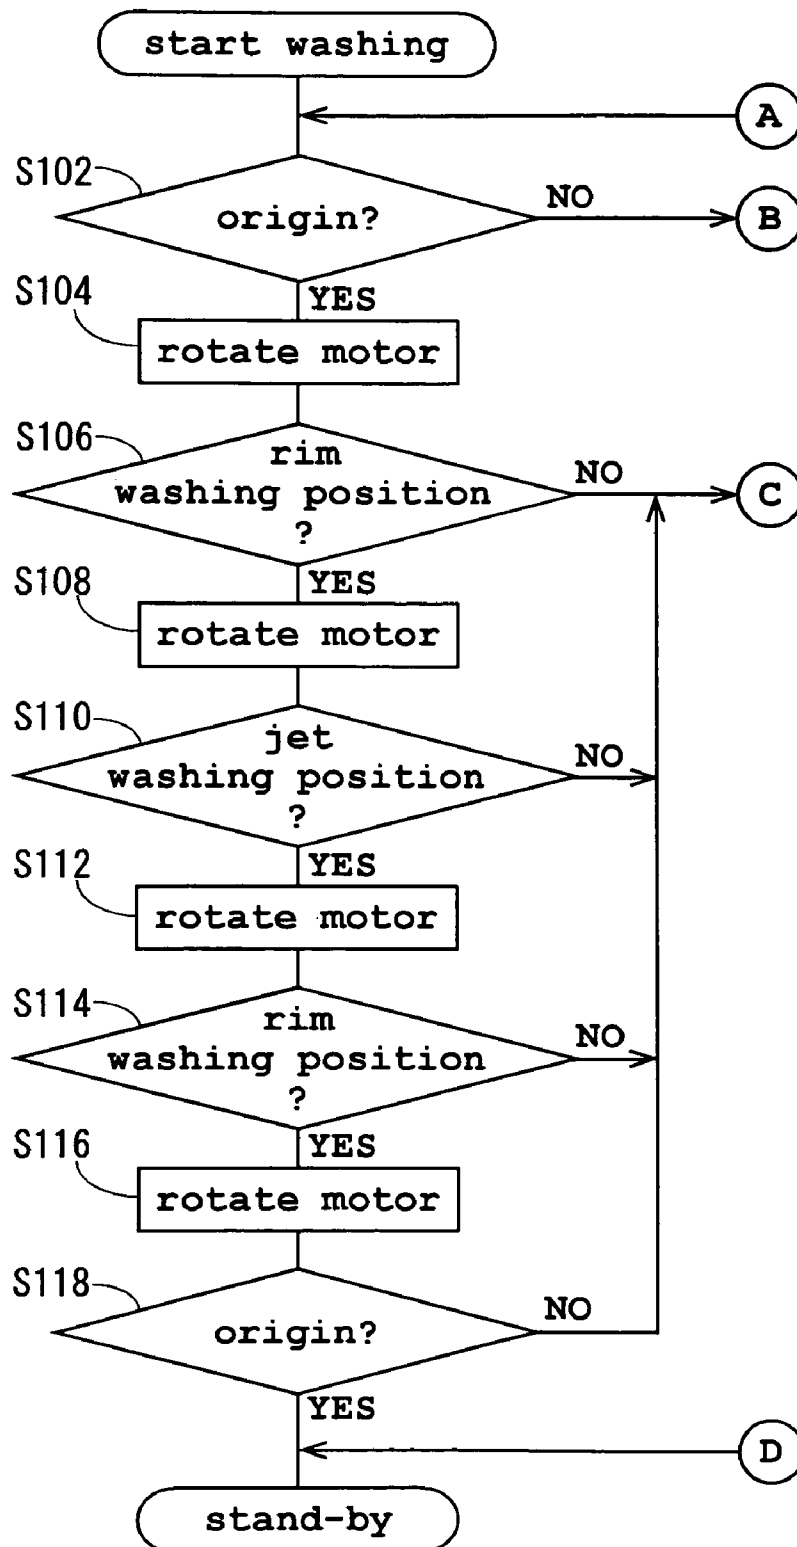 start washing
A
S102
origin?
NO
B
YES
S104
rotate motor
S106
rim
washing position
?
NO
C
YES
S108
rotate motor
S110
jet
washing position
?
NO
YES
S112
rotate motor
S114
rim
washing position
?
NO
YES
S116
rotate motor
S118
origin?
NO
YES
D
stand-by